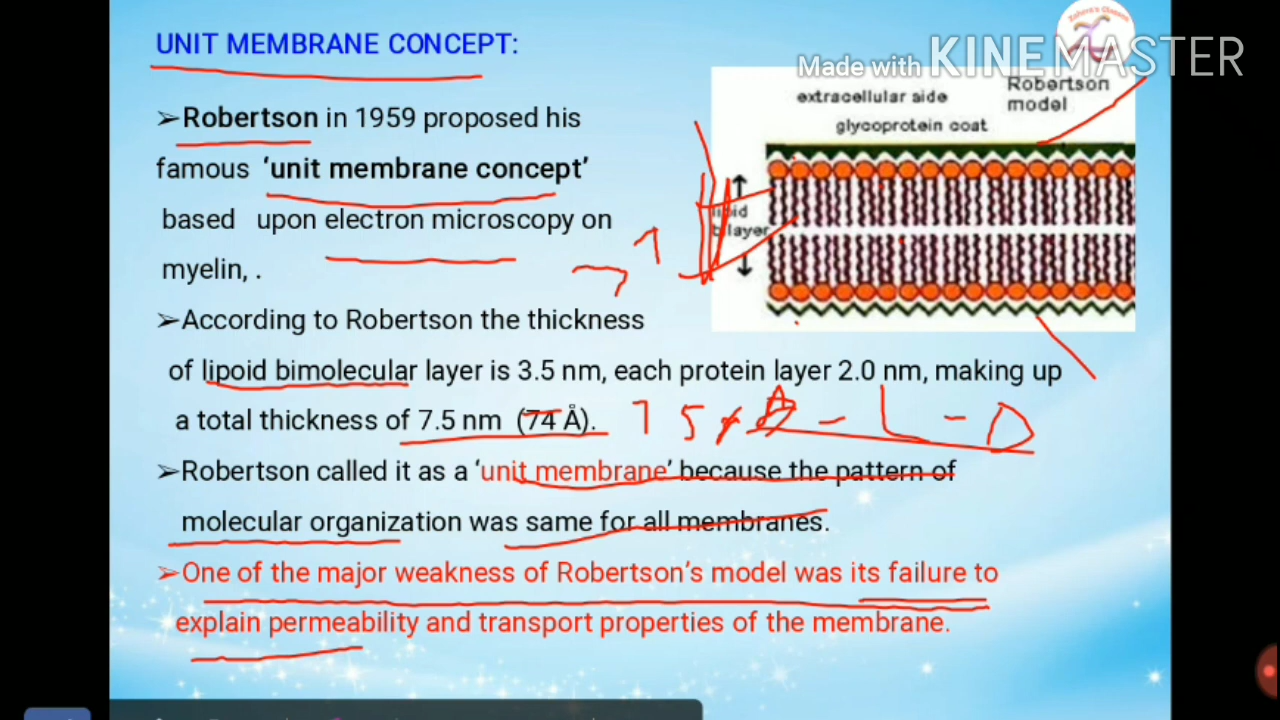 UNIT MEMBRANE CONCEPT:
Made with KINEMASTER
extracellular side
Robertson
model
glycoprotein coat
➢Robertson in 1959 proposed his
famous 'unit membrane concept'
based upon electron microscopy on
myelin, .
lipid
bilayer
➢According to Robertson the thickness
of lipoid bimolecular layer is 3.5 nm, each protein layer 2.0 nm, making up
a total thickness of 7.5 nm (74 Å). 75
➢Robertson called it as a 'unit membrane' because the pattern of
molecular organization was same for all membranes.
➢One of the major weakness of Robertson's model was its failure to
explain permeability and transport properties of the membrane.